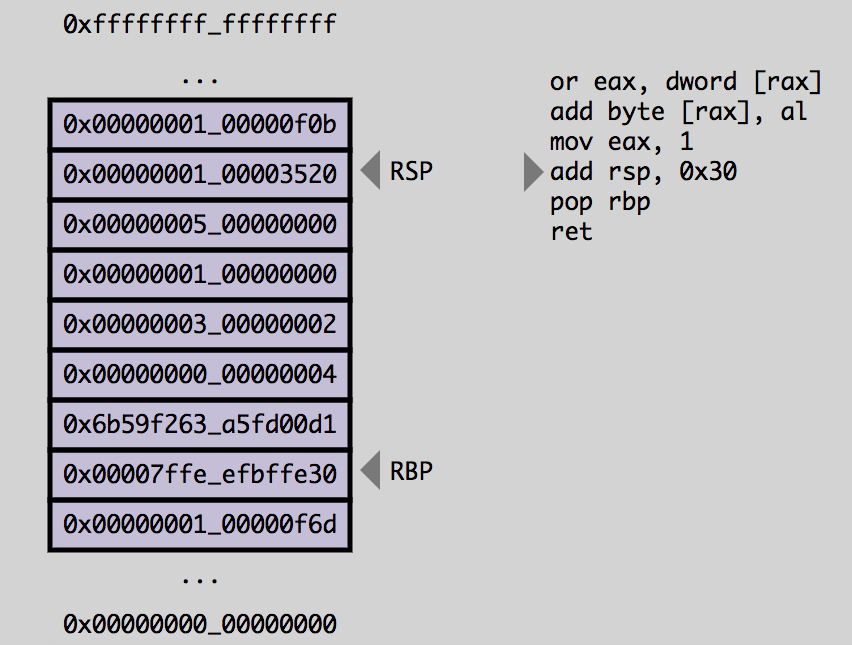 0xffffffff_ffffffff
...
0x00000001_00000f0b
0x00000001_00003520
RSP
0x00000005_00000000
0x00000001_00000000
0x00000003_00000002
0x00000000_00000004
0x6b59f263_a5fd00d1
0x00007ffe_efbffe30
RBP
0x00000001_00000f6d
...
0x00000000_00000000
or eax, dword [rax]
add byte [rax], al
mov eax, 1
add rsp, 0x30
pop rbp
ret